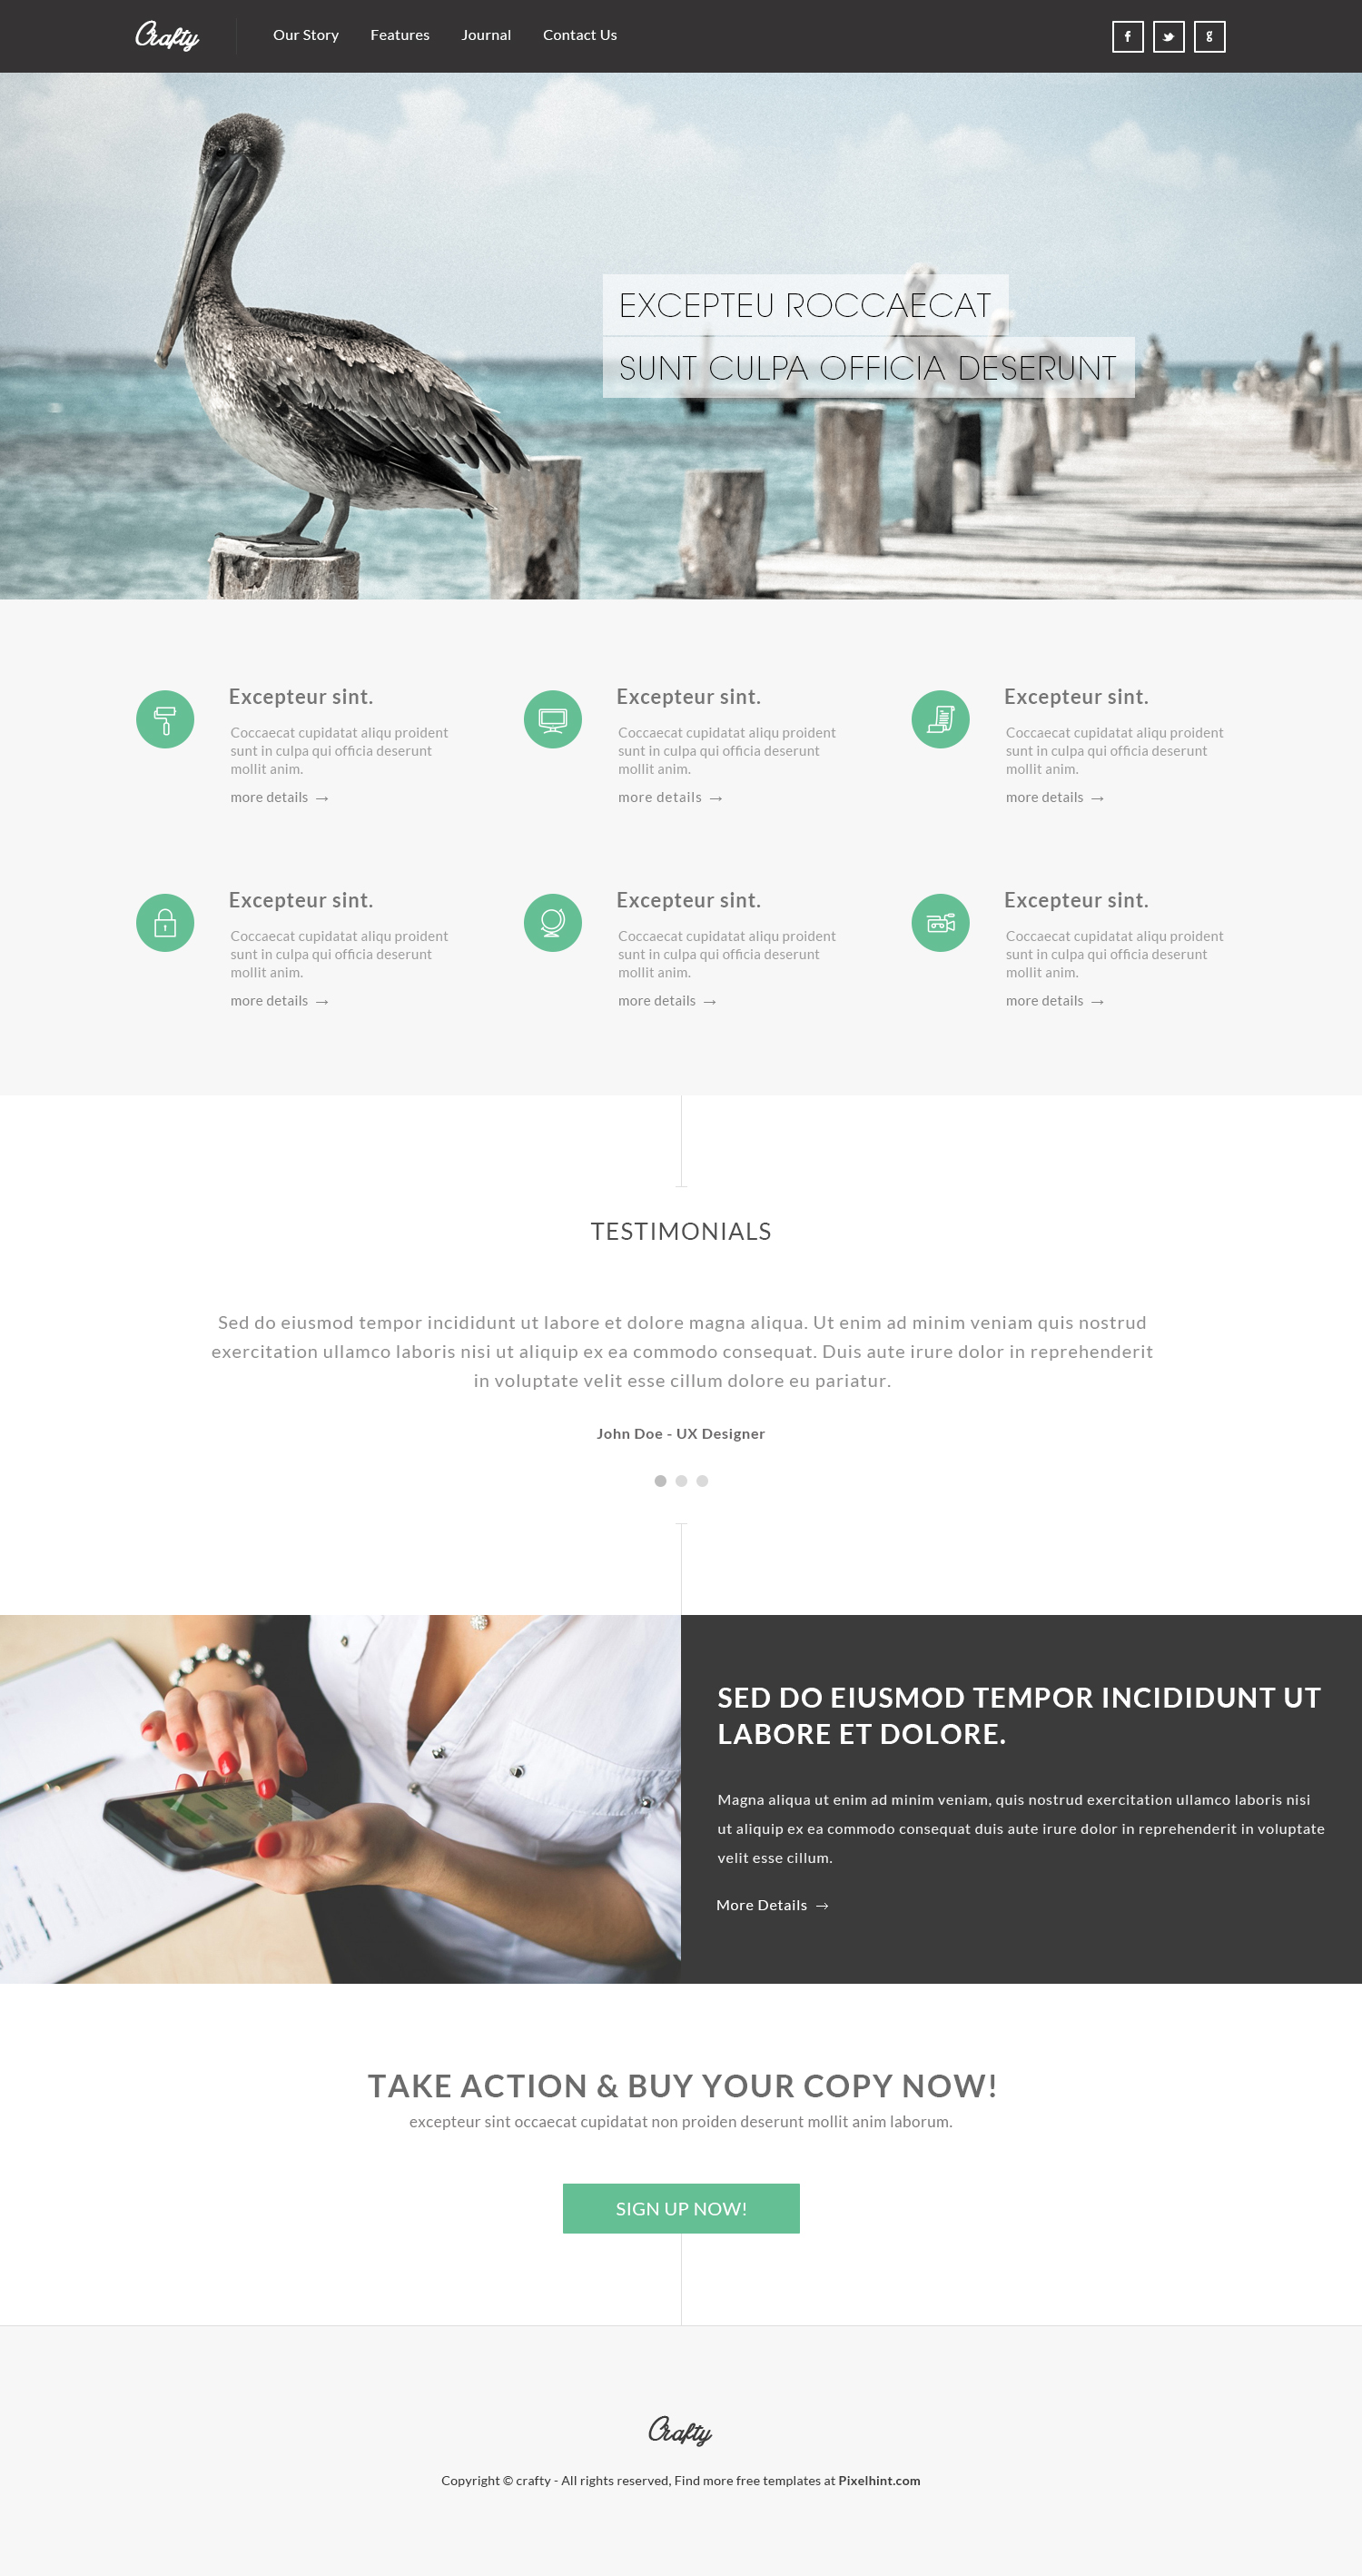 Crafty
Our Story
Features
Journal
Contact Us
f
g
EXCEPTEU ROCCAECAT
SUNT CULPA OFFICIA DESERUNT
Excepteur sint.
Coccaecat cupidatat aliqu proident
sunt in culpa qui officia deserunt
mollit anim.
more details →
Excepteur sint.
Coccaecat cupidatat aliqu proident
sunt in culpa qui officia deserunt
mollit anim.
more details →
Excepteur sint.
Coccaecat cupidatat aliqu proident
sunt in culpa qui officia deserunt
mollit anim.
more details →
Excepteur sint.
Coccaecat cupidatat aliqu proident
sunt in culpa qui officia deserunt
mollit anim.
more details →
Excepteur sint.
Coccaecat cupidatat aliqu proident
sunt in culpa qui officia deserunt
mollit anim.
more details →
Excepteur sint.
Coccaecat cupidatat aliqu proident
sunt in culpa qui officia deserunt
mollit anim.
more details →
TESTIMONIALS
Sed do eiusmod tempor incididunt ut labore et dolore magna aliqua. Ut enim ad minim veniam quis nostrud
exercitation ullamco laboris nisi ut aliquip ex ea commodo consequat. Duis aute irure dolor in reprehenderit
in voluptate velit esse cillum dolore eu pariatur.
John Doe - UX Designer
SED DO EIUSMOD TEMPOR INCIDIDUNT UT
LABORE ET DOLORE.
Magna aliqua ut enim ad minim veniam, quis nostrud exercitation ullamco laboris nisi
ut aliquip ex ea commodo consequat duis aute irure dolor in reprehenderit in voluptate
velit esse cillum.
More Details →
TAKE ACTION & BUY YOUR COPY NOW!
excepteur sint occaecat cupidatat non proiden deserunt mollit anim laborum.
SIGN UP NOW!
Crafty
Copyright © crafty - All rights reserved, Find more free templates at Pixelhint.com